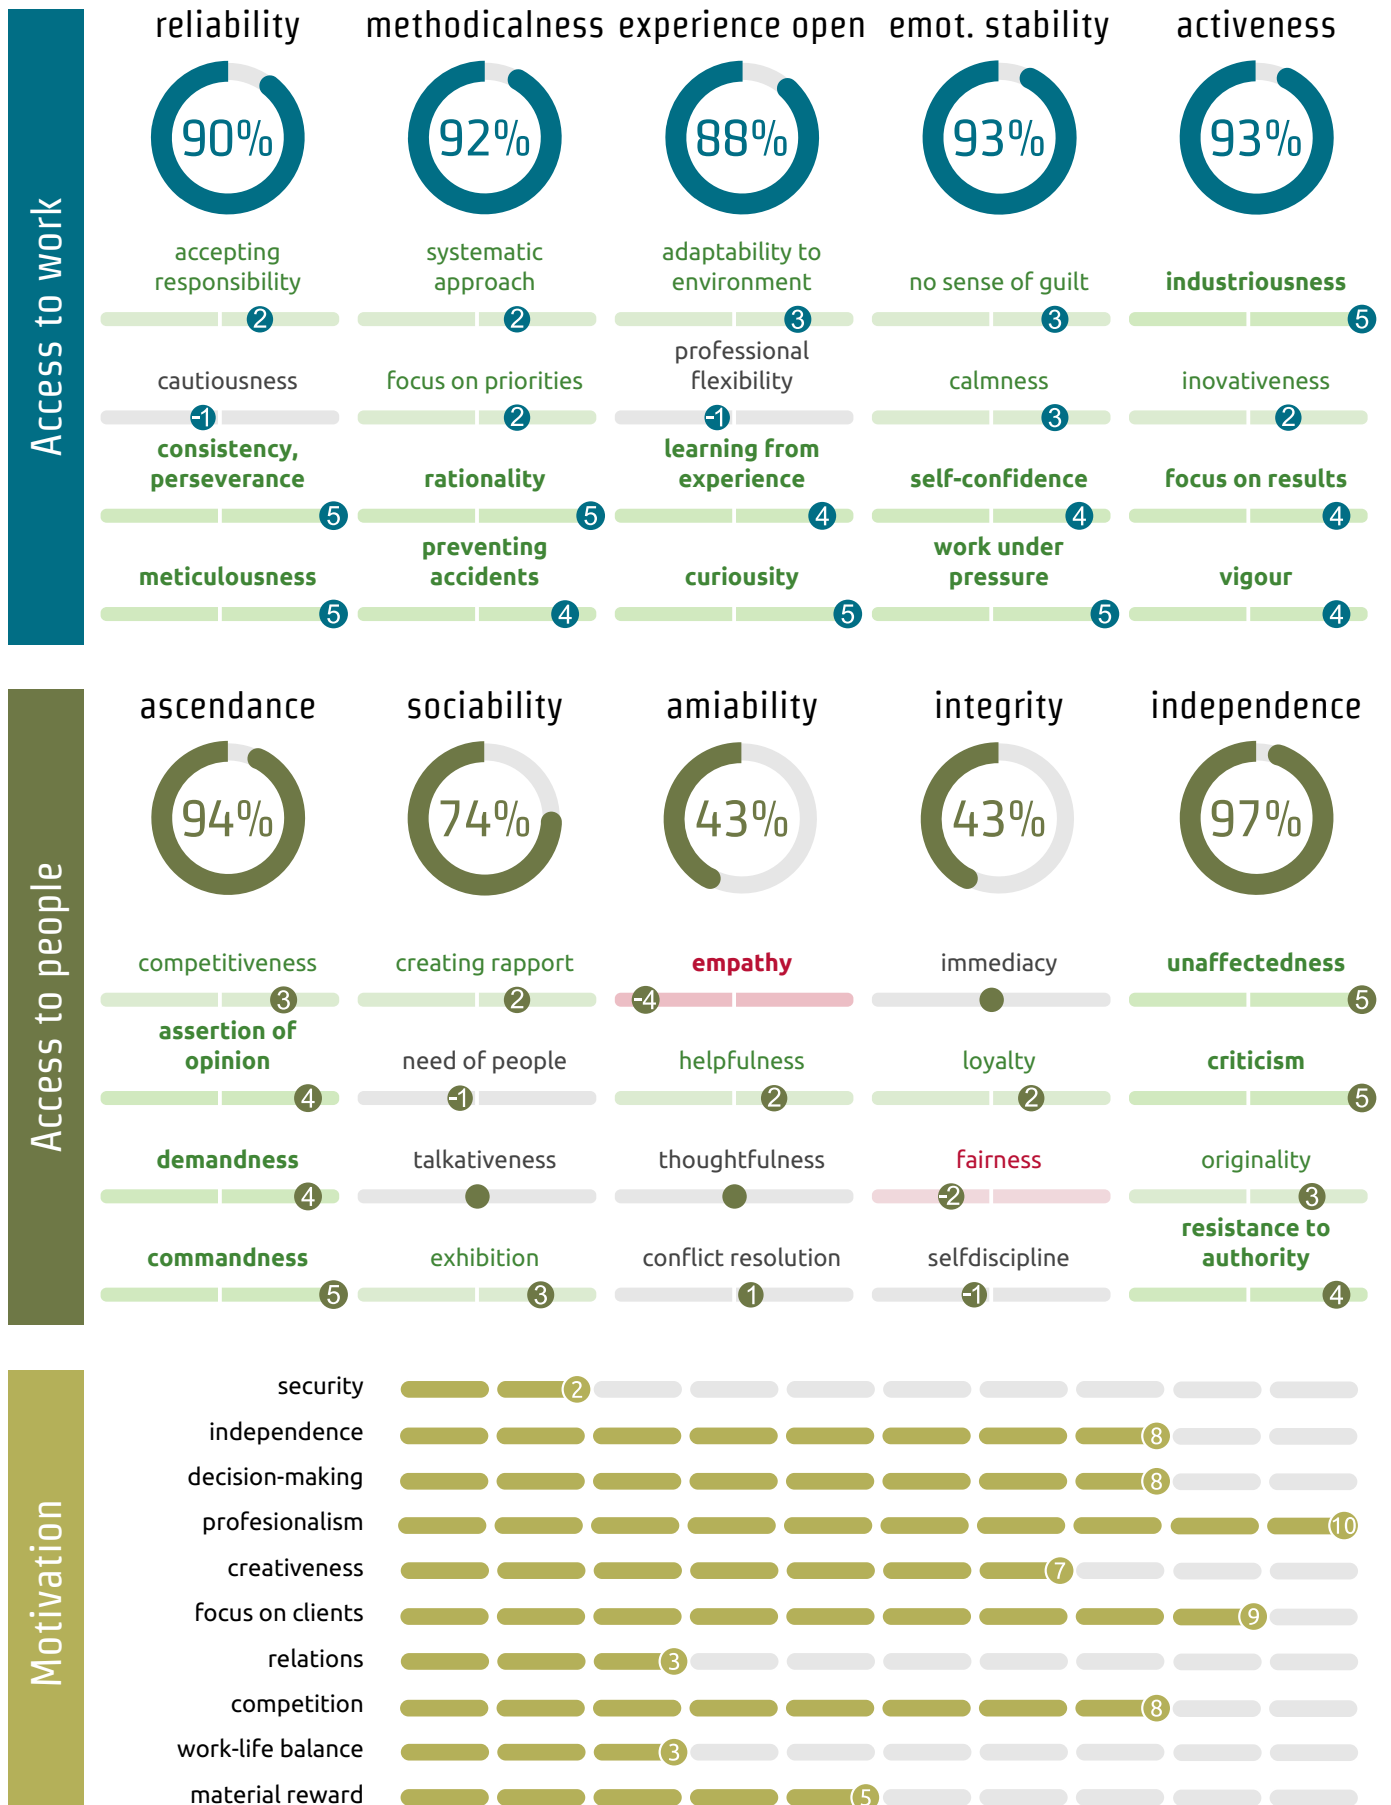 Access to work
reliability methodicalness experience open emot. stability activeness
90% 92% 88% 93% 93%
accepting systematic adaptability to
responsibility approach environment no sense of guilt industriousness
2 2 3 3 5
professional
cautiousness focus on priorities flexibility calmness inovativeness
-1 2 -1 3 2
consistency, learning from
perseverance rationality experience self-confidence focus on results
5 5 4 4 4
preventing work under
meticulousness accidents curiousity pressure vigour
5 4 5 5 4
Access to people
ascendance sociability amiability integrity independence
94% 74% 43% 43% 97%
competitiveness creating rapport empathy immediacy unaffectedness
3 2 -4 5
assertion of
opinion need of people helpfulness loyalty criticism
4 -1 2 2 5
demandness talkativeness thoughtfulness fairness originality
4 -2 3
resistance to
commandness exhibition conflict resolution selfdiscipline authority
5 3 1 -1 4
Motivation
security 2
independence 8
decision-making 8
profesionalism 10
creativeness 7
focus on clients 9
relations 3
competition 8
work-life balance 3
material reward 5